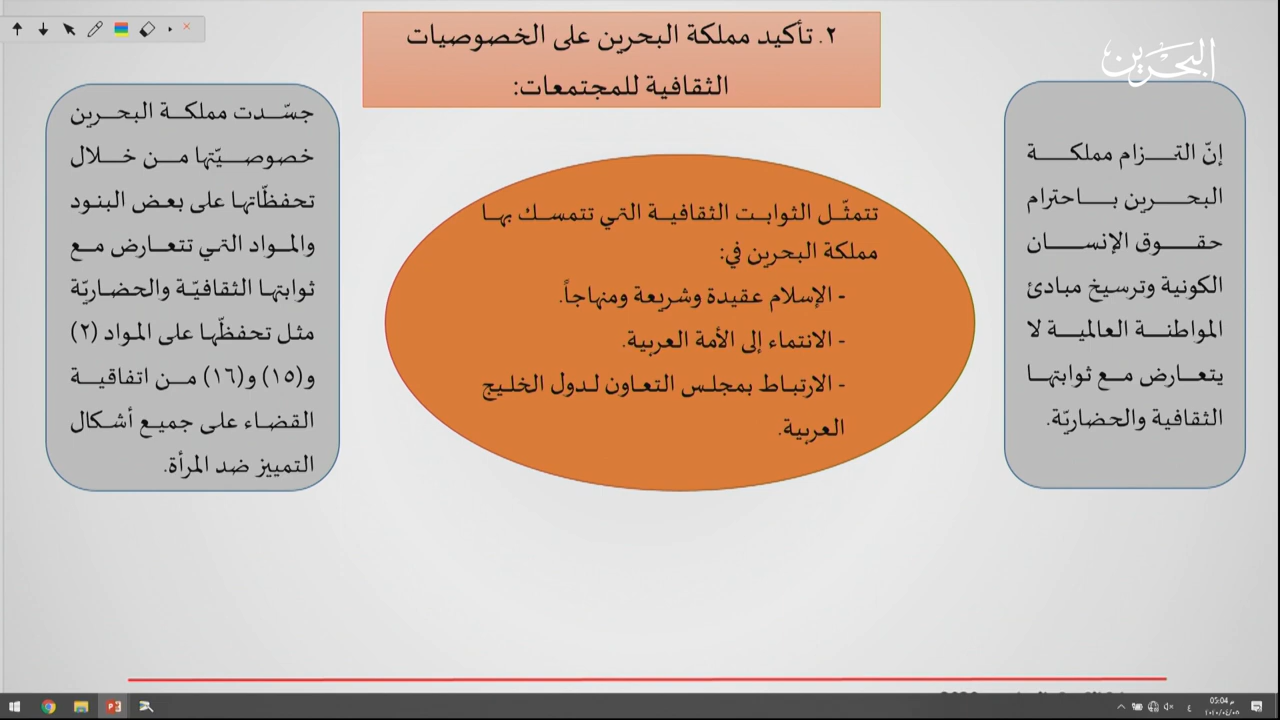 ٢. تأكيد مملكة البحرين على الخصوصيات
الثقافية للمجتمعات:
البحرين
إنّ التزام مملكة
البحرين باحترام
حقوق الإنسان
الكونية وترسيخ مبادئ
المواطنة العالمية لا
يتعارض مع ثوابتها
الثقافية والحضاريّة.
تتمثّل الثوابت الثقافية التي تتمسك بها
مملكة البحرين في:
- الإسلام عقيدة وشريعة ومنهاجاً.
- الانتماء إلى الأمة العربية.
- الارتباط بمجلس التعاون لدول الخليج
العربية.
جسّدت مملكة البحرين
خصوصيّتها من خلال
تحفظّاتها على بعض البنود
والمواد التي تتعارض مع
ثوابتها الثقافيّة والحضاريّة
مثل تحفظّها على المواد (٢)
و(١٥) و(١٦) من اتفاقية
القضاء على جميع أشكال
التمييز ضد المرأة.
05:04 م